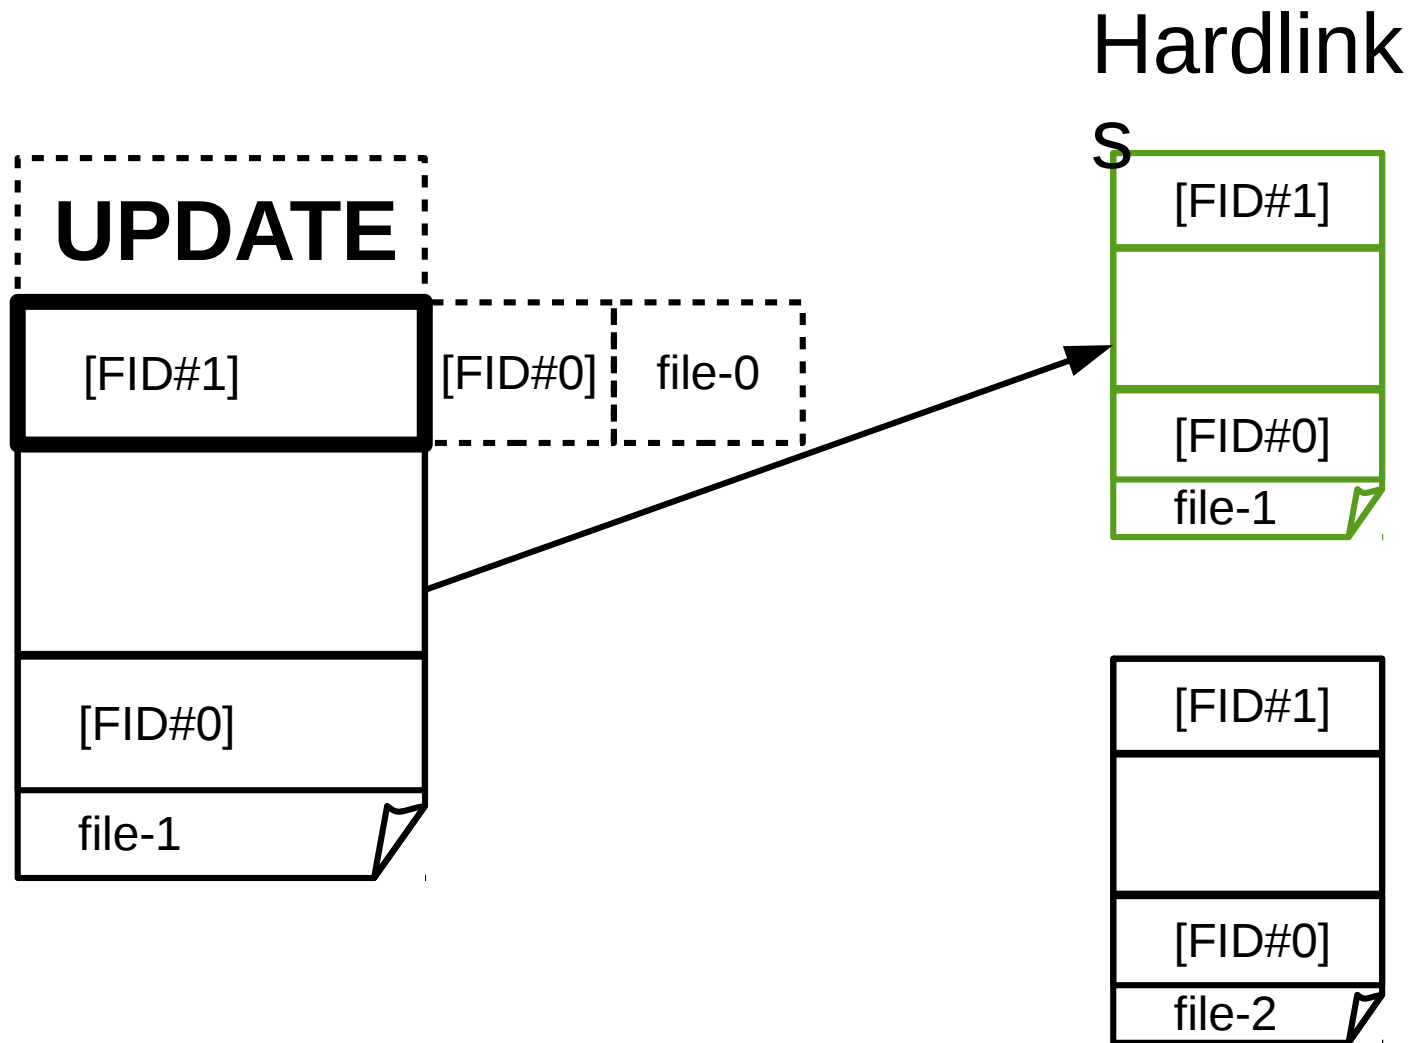 Hardlink
s
UPDATE
[FID#1]
[FID#0]
file-0
[FID#0]
file-1
[FID#1]
[FID#0]
file-1
[FID#1]
[FID#0]
file-2